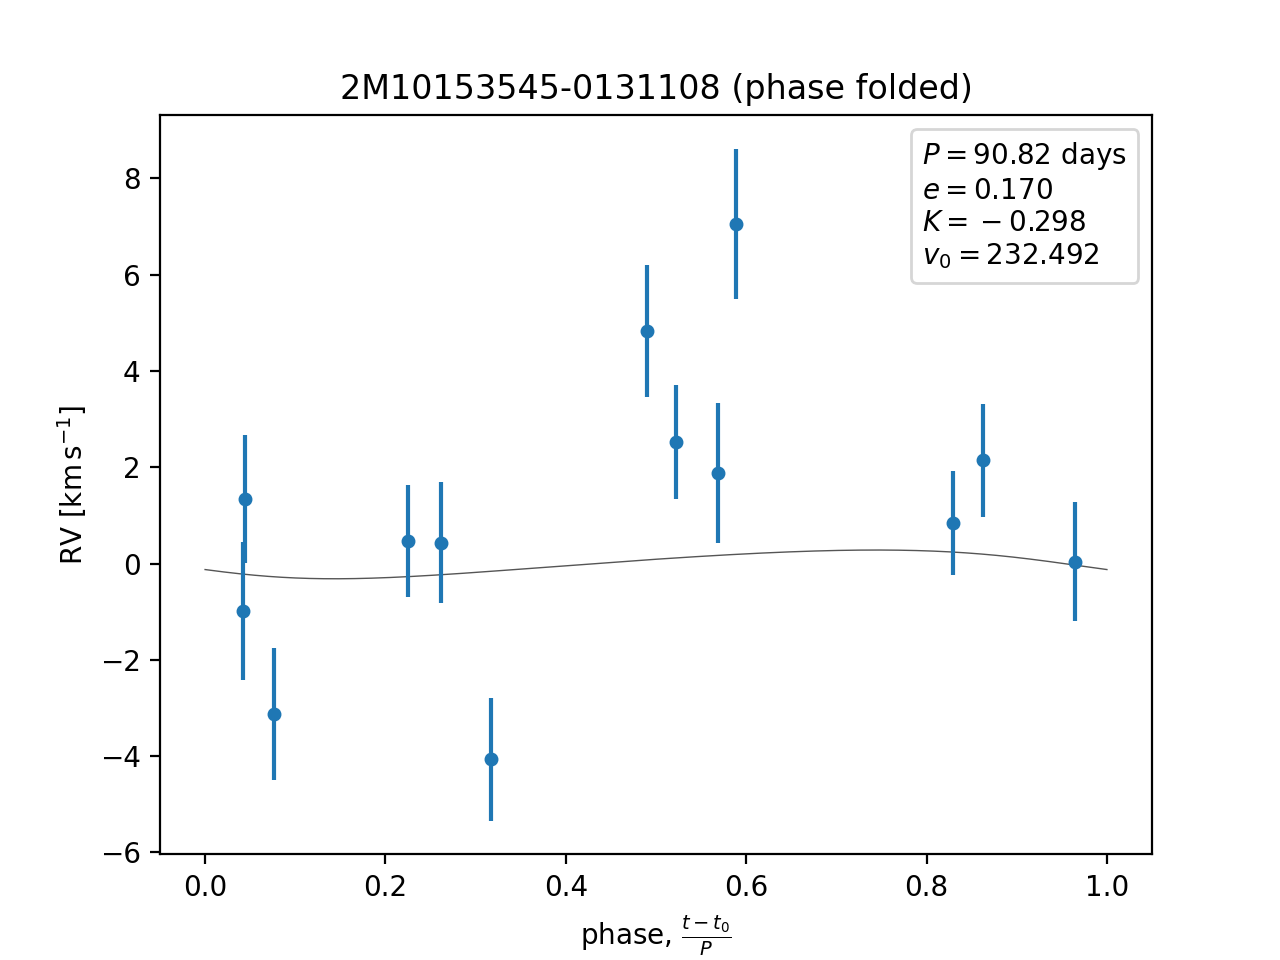 2M10153545-0131108 (phase folded)
P = 90.82 days
e = 0.170
K = −0.298
v₀ = 232.492
8
6
4
2
0
−2
−4
−6
RV [km s⁻¹]
0.0 0.2 0.4 0.6 0.8 1.0
phase, (t − t₀)/P